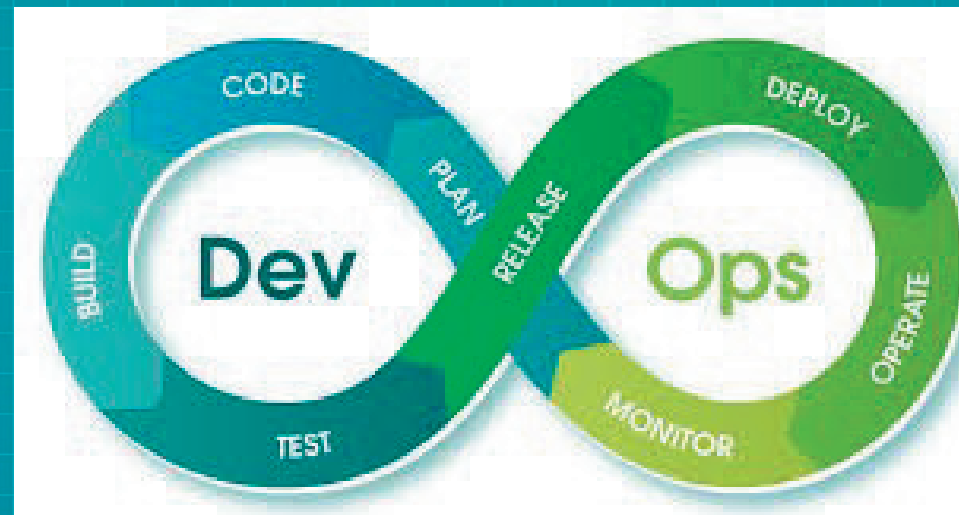 CODE
DEPLOY
PLAN
RELEASE
BUILD
Dev
Ops
OPERATE
TEST
MONITOR